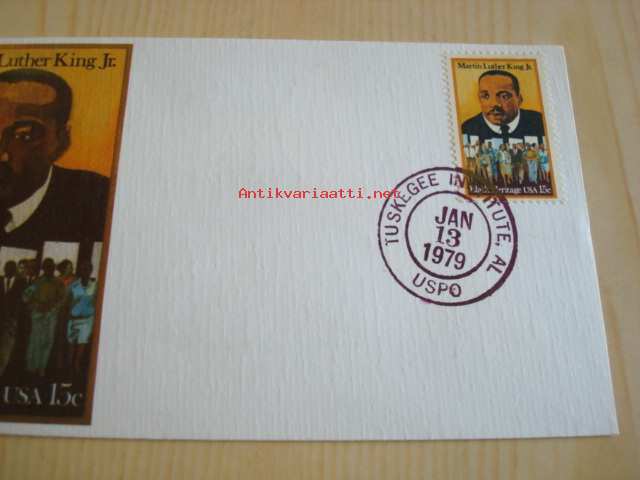 Luther King Jr.
USA 15c
Martin Luther King Jr.
Black Heritage USA 15c
TUSKEGEE INSTITUTE, AL
JAN
13
1979
USPO
Antikvariaatti.net